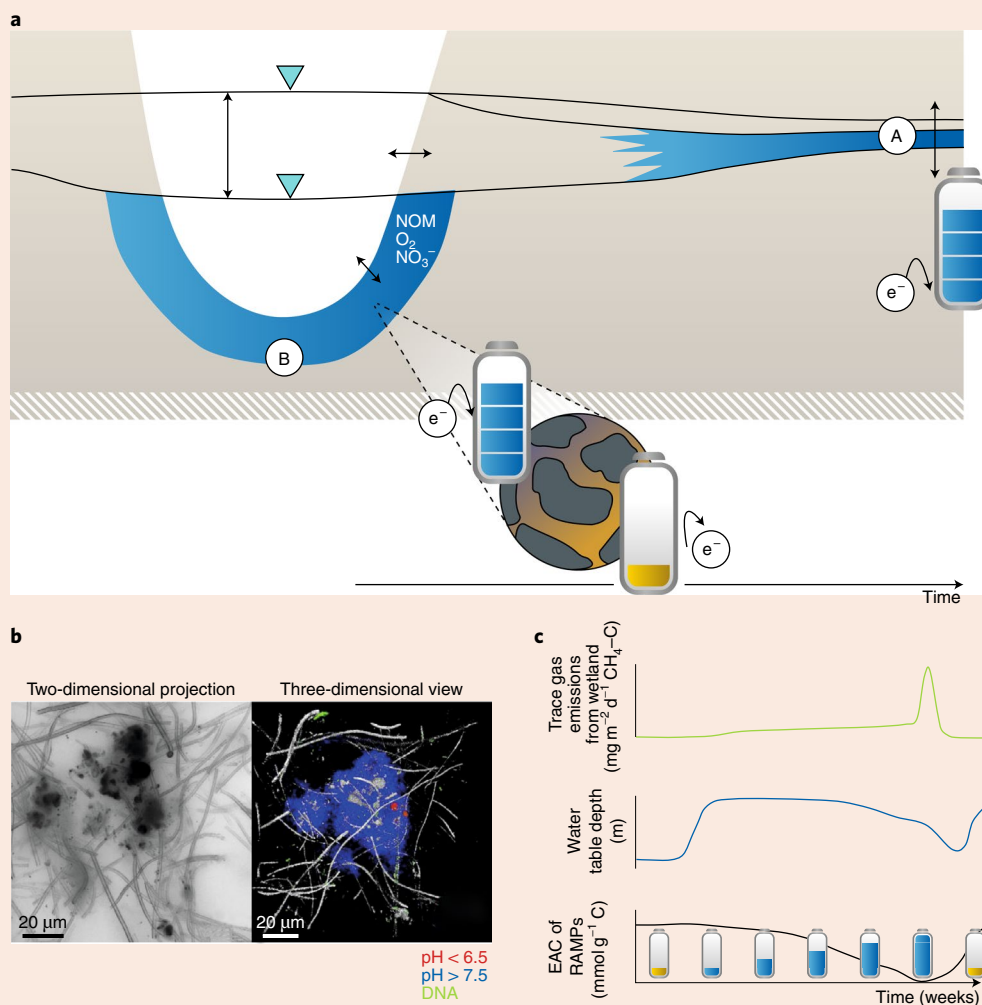 a
A
NOM
O₂
NO₃⁻
e⁻
B
e⁻
e⁻
Time
b
Two-dimensional projection
Three-dimensional view
20 µm
20 µm
pH < 6.5
pH > 7.5
DNA
c
Trace gas
emissions
from wetland
(mg m⁻² d⁻¹ CH₄–C)
Water
table depth
(m)
EAC of
RAMPs
(mmol g⁻¹ C)
Time (weeks)